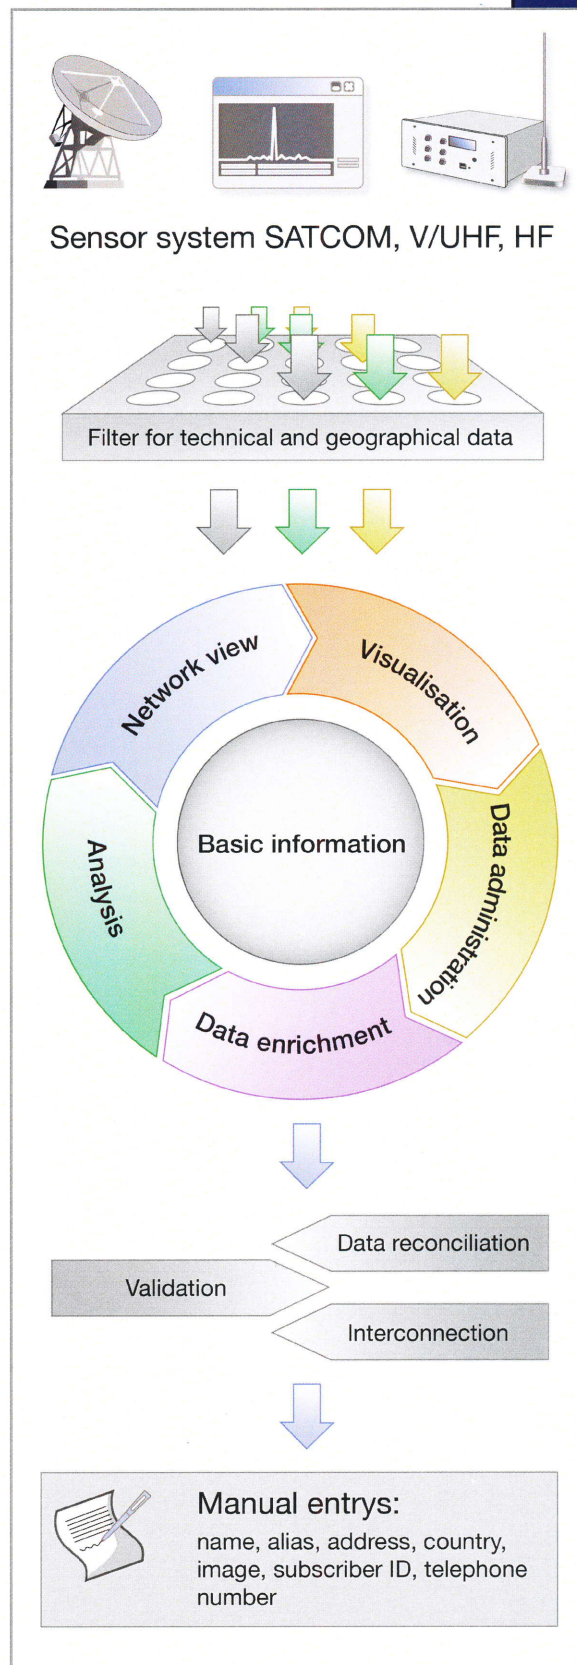 Sensor system SATCOM, V/UHF, HF
Filter for technical and geographical data
Network view
Visualisation
Data administration
Data enrichment
Analysis
Basic information
Data reconciliation
Validation
Interconnection
Manual entrys:
name, alias, address, country,
image, subscriber ID, telephone
number